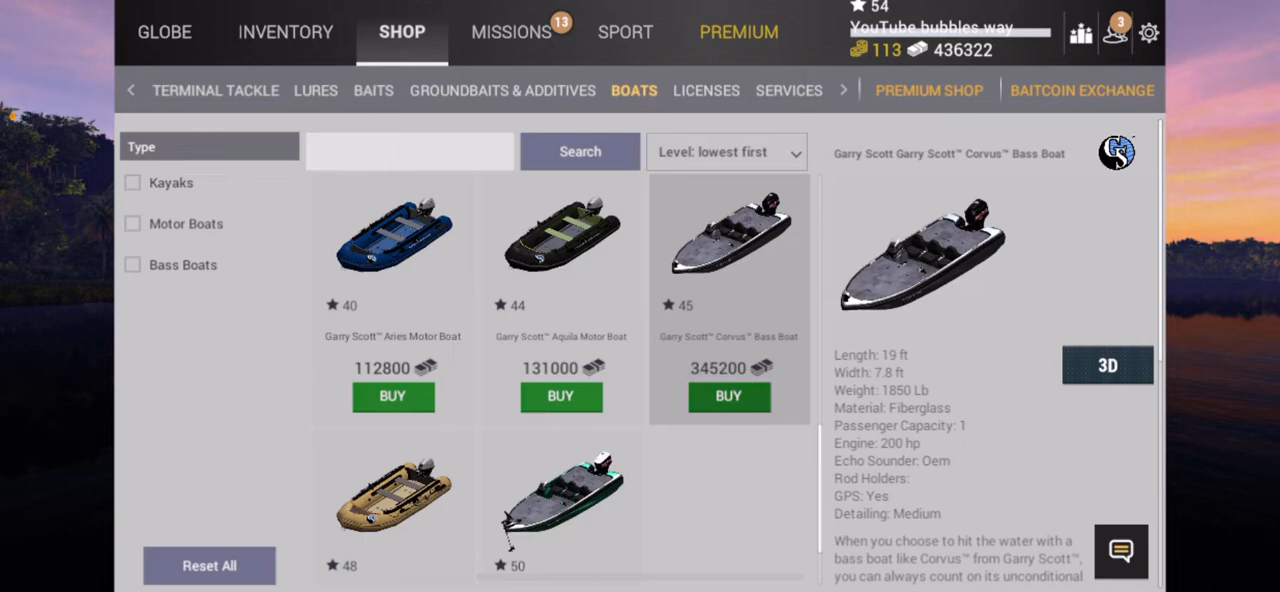 GLOBE INVENTORY SHOP MISSIONS 13 SPORT PREMIUM
54
YouTube bubbles way
113 436322
3
TERMINAL TACKLE LURES BAITS GROUNDBAITS & ADDITIVES BOATS LICENSES SERVICES PREMIUM SHOP BAITCOIN EXCHANGE
Type
Kayaks
Motor Boats
Bass Boats
Reset All
Search
Level: lowest first
40
Garry Scott™ Aries Motor Boat
112800
BUY
44
Garry Scott™ Aquila Motor Boat
131000
BUY
45
Garry Scott™ Corvus™ Bass Boat
345200
BUY
48
50
Garry Scott Garry Scott™ Corvus™ Bass Boat
GS
3D
Length: 19 ft
Width: 7.8 ft
Weight: 1850 Lb
Material: Fiberglass
Passenger Capacity: 1
Engine: 200 hp
Echo Sounder: Oem
Rod Holders:
GPS: Yes
Detailing: Medium
When you choose to hit the water with a
bass boat like Corvus™ from Garry Scott™,
you can always count on its unconditional